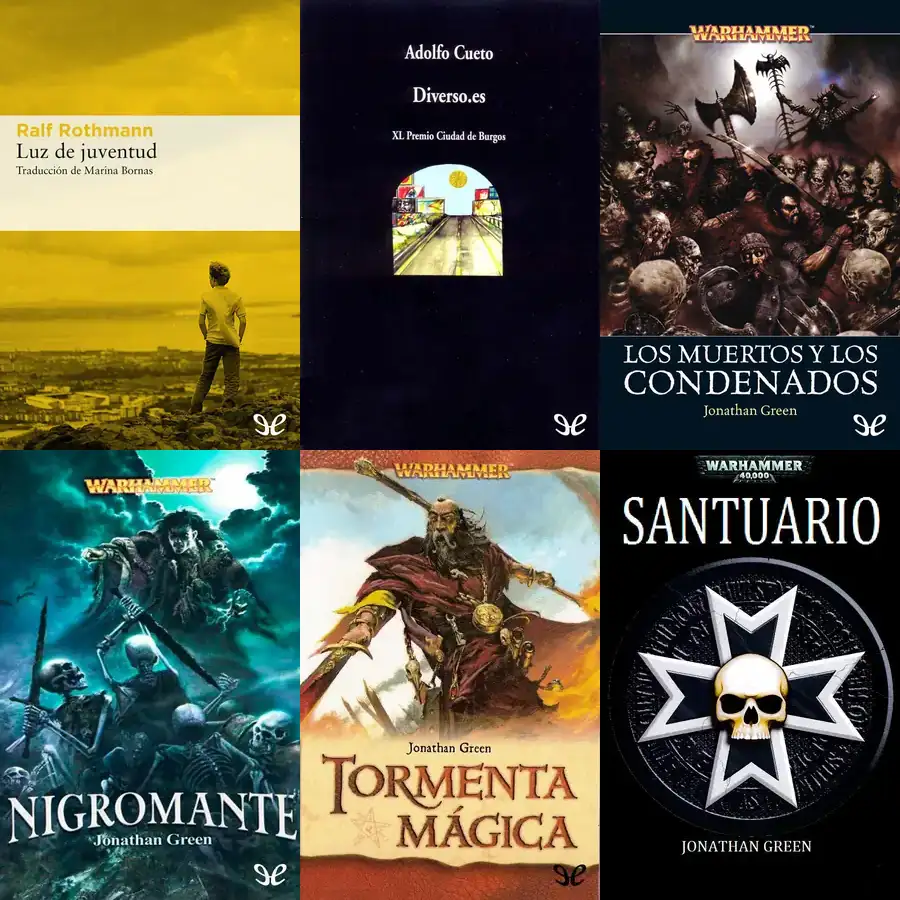 Ralf Rothmann
Luz de juventud
Traducción de Marina Bornas
Adolfo Cueto
Diverso.es
XL Premio Ciudad de Burgos
WARHAMMER
LOS MUERTOS Y LOS
CONDENADOS
Jonathan Green
WARHAMMER
NIGROMANTE
Jonathan Green
WARHAMMER
Jonathan Green
TORMENTA
MÁGICA
WARHAMMER
40,000
SANTUARIO
JONATHAN GREEN